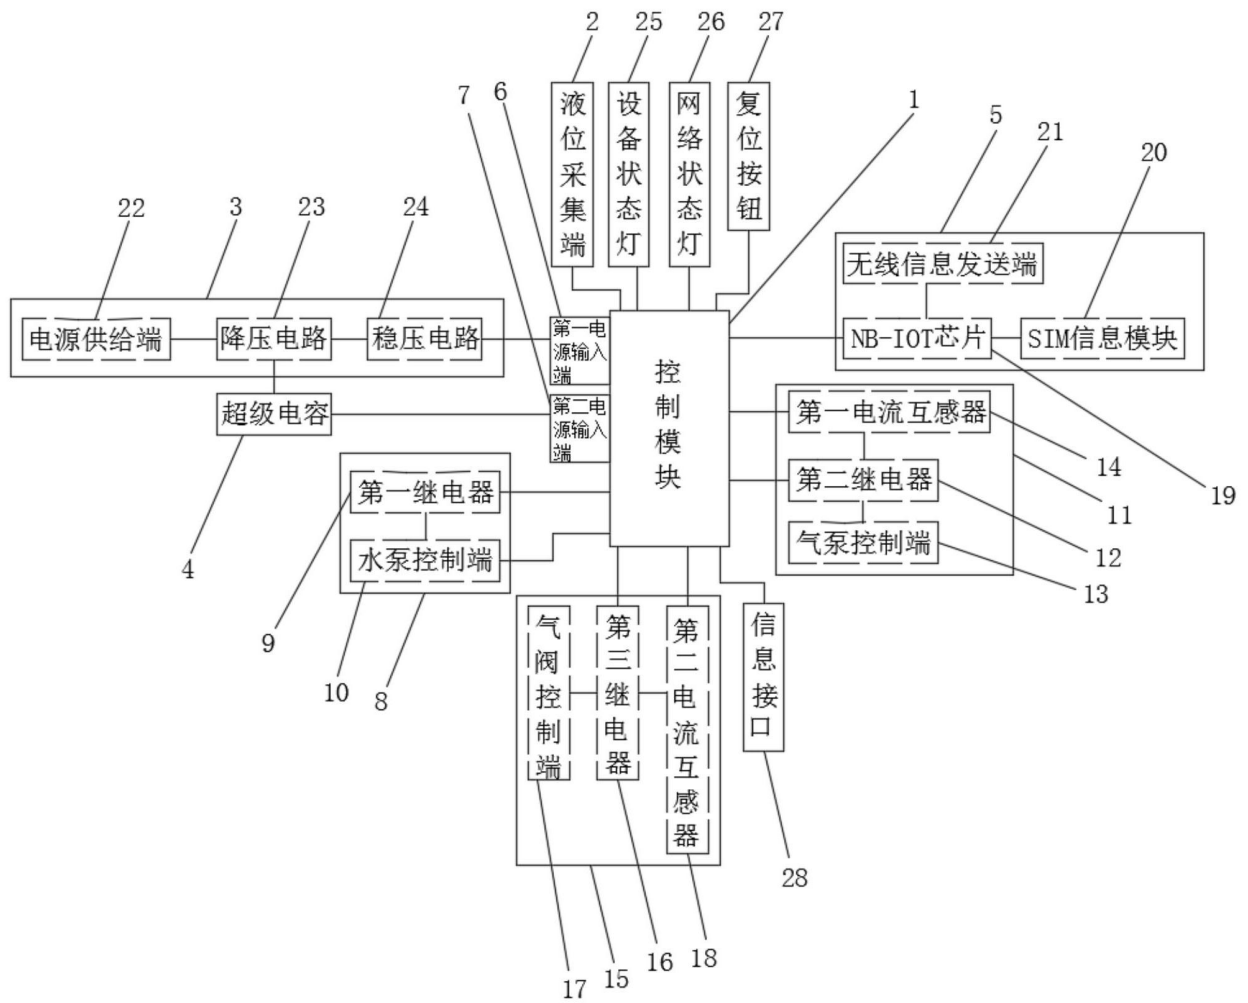 2
25
26
27
7
6
1
5
21
20
22
3
23
24
液位采集端
设备状态灯
网络状态灯
复位按钮
无线信息发送端
电源供给端
降压电路
稳压电路
第一电
源输入
端
控制模块
NB-IOT芯片
SIM信息模块
超级电容
第二电
源输入
端
第一电流互感器
第一继电器
第二继电器
水泵控制端
气泵控制端
14
19
11
12
13
4
9
10
8
气阀控制端
第三继电器
第二电流互感器
信息接口
28
17
15
16
18